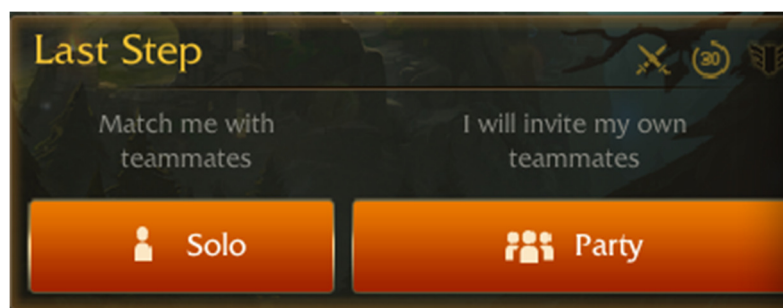 Last Step
30
Match me with
teammates
I will invite my own
teammates
Solo
Party